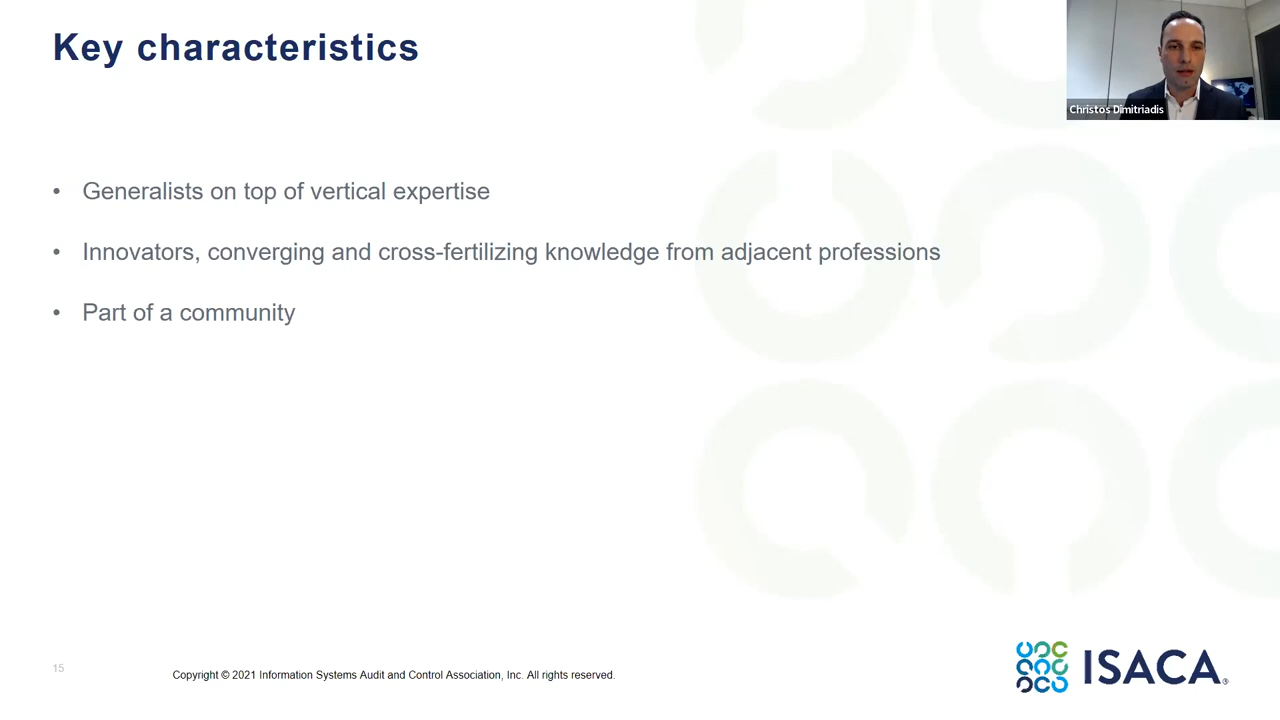 Key characteristics
Christos Dimitriadis
• Generalists on top of vertical expertise
• Innovators, converging and cross-fertilizing knowledge from adjacent professions
• Part of a community
15
Copyright © 2021 Information Systems Audit and Control Association, Inc. All rights reserved.
ISACA®